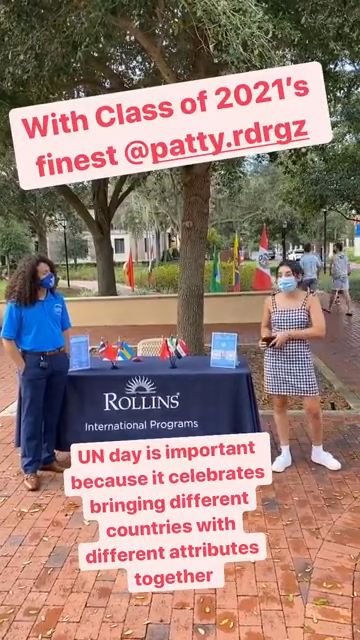 With Class of 2021's
finest @patty.rdrgz
ROLLINS
International Programs
UN day is important
because it celebrates
bringing different
countries with
different attributes
together